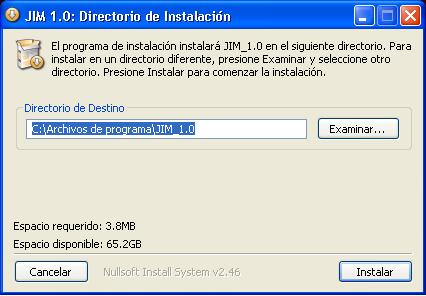 JIM 1.0: Directorio de Instalación
El programa de instalación instalará JIM_1.0 en el siguiente directorio. Para
instalar en un directorio diferente, presione Examinar y seleccione otro
directorio. Presione Instalar para comenzar la instalación.
Directorio de Destino
C:\Archivos de programa\JIM_1.0
Examinar...
Espacio requerido: 3.8MB
Espacio disponible: 65.2GB
Cancelar
Nullsoft Install System v2.46
Instalar